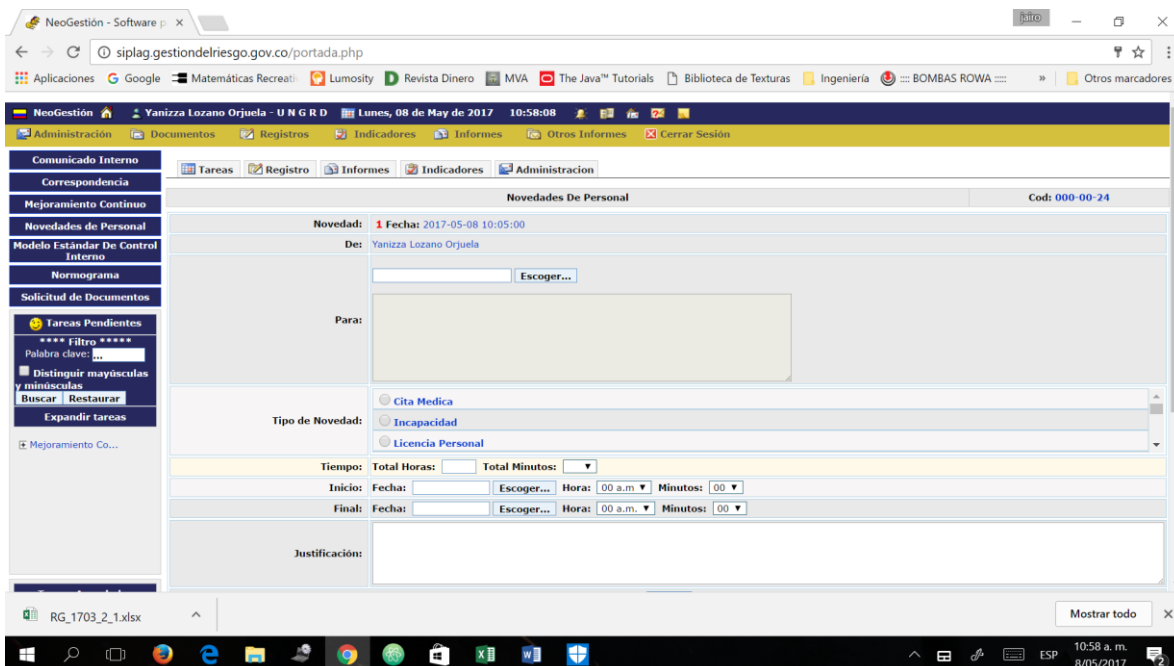 NeoGestión - Software p
jairo
siplag.gestiondelriesgo.gov.co/portada.php
Aplicaciones Google Matemáticas Recreati Lumosity Revista Dinero MVA The Java™ Tutorials Biblioteca de Texturas Ingeniería :::: BOMBAS ROWA ::::: » Otros marcadores
NeoGestión Yanizza Lozano Orjuela - U N G R D Lunes, 08 de May de 2017 10:58:08
Administración Documentos Registros Indicadores Informes Otros Informes Cerrar Sesión
Comunicado Interno
Correspondencia
Mejoramiento Continuo
Novedades de Personal
Modelo Estándar De Control
Interno
Normograma
Solicitud de Documentos
Tareas Pendientes
**** Filtro *****
Palabra clave: ...
Distinguir mayúsculas
y minúsculas
Buscar Restaurar
Expandir tareas
Mejoramiento Co...
Tareas Registro Informes Indicadores Administracion
Novedades De Personal Cod: 000-00-24
Novedad: 1 Fecha: 2017-05-08 10:05:00
De: Yanizza Lozano Orjuela
Escoger...
Para:
Tipo de Novedad:
Cita Medica
Incapacidad
Licencia Personal
Tiempo: Total Horas: Total Minutos:
Inicio: Fecha: Escoger... Hora: 00 a.m Minutos: 00
Final: Fecha: Escoger... Hora: 00 a.m. Minutos: 00
Justificación:
RG_1703_2_1.xlsx
Mostrar todo
ESP
10:58 a. m.
8/05/2017